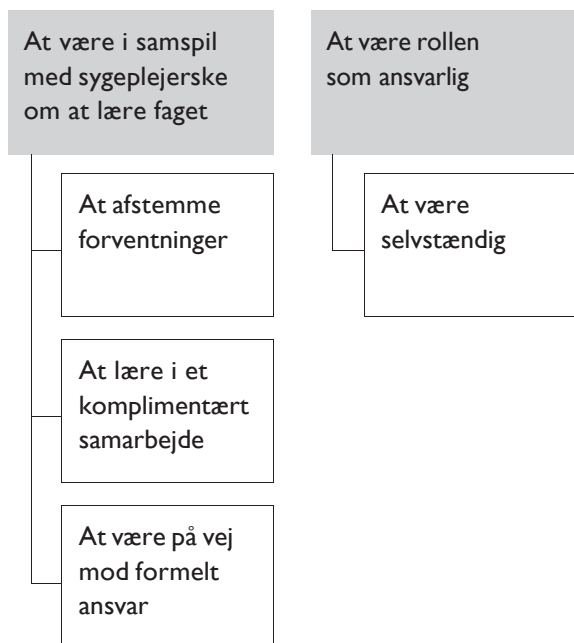 At være i samspil
med sygeplejerske
om at lære faget
At afstemme
forventninger
At lære i et
komplimentært
samarbejde
At være på vej
mod formelt
ansvar
At være rollen
som ansvarlig
At være
selvstændig